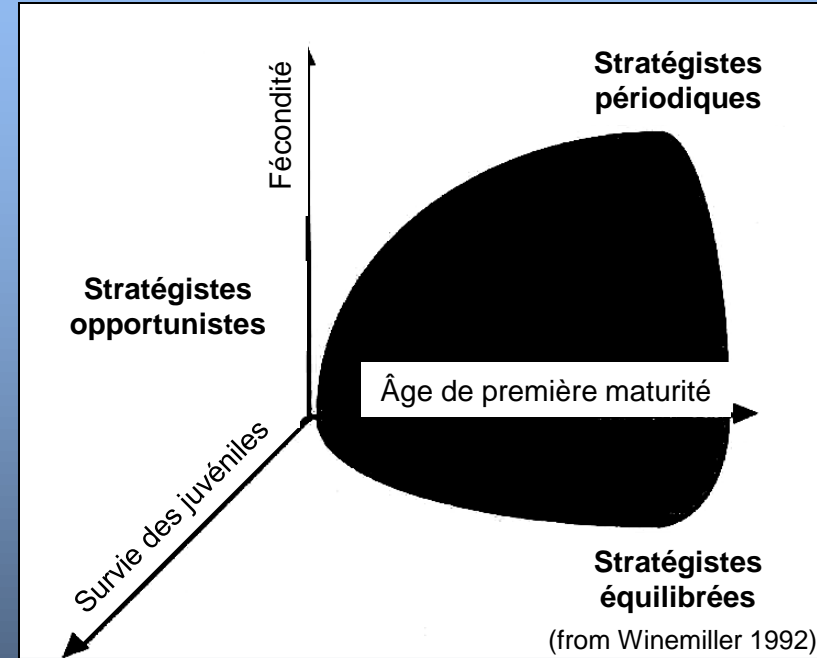 Stratégistes
périodiques
Fécondité
Stratégistes
opportunistes
Âge de première maturité
Survie des juvéniles
Stratégistes
équilibrées
(from Winemiller 1992)